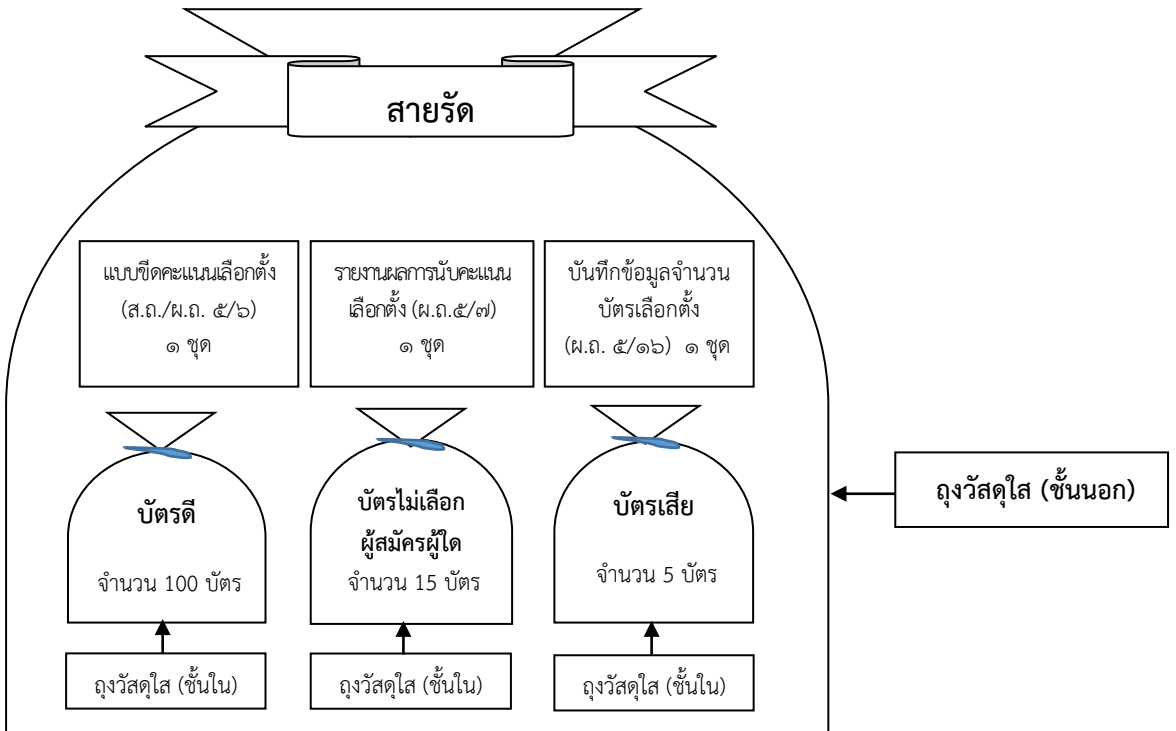 สายรัด
แบบขีดคะแนนเลือกตั้ง
(ส.ถ./ผ.ถ. ๕/๖)
๑ ชุด
รายงานผลการนับคะแนน
เลือกตั้ง (ผ.ถ.๕/๗)
๑ ชุด
บันทึกข้อมูลจำนวน
บัตรเลือกตั้ง
(ผ.ถ. ๕/๑๖) ๑ ชุด
บัตรดี
จำนวน 100 บัตร
บัตรไม่เลือก
ผู้สมัครผู้ใด
จำนวน 15 บัตร
บัตรเสีย
จำนวน 5 บัตร
ถุงวัสดุใส (ชั้นนอก)
ถุงวัสดุใส (ชั้นใน)
ถุงวัสดุใส (ชั้นใน)
ถุงวัสดุใส (ชั้นใน)